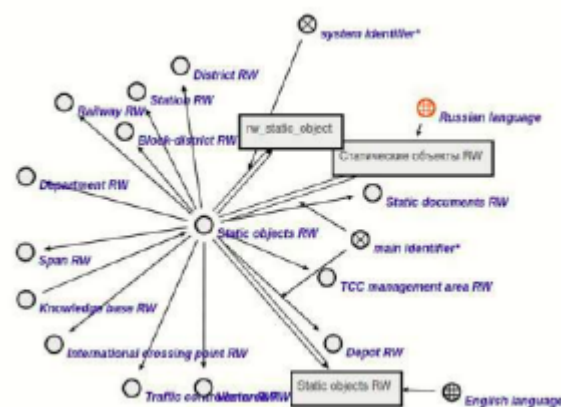 system identifier*
District RW
Station RW
Railway RW
Block-district RW
rw_static_object
Russian language
Статические объекты RW
Department RW
Static documents RW
Static objects RW
main identifier*
Span RW
TCC management area RW
Knowledge base RW
International crossing point RW
Depot RW
Static objects RW
Traffic
English language